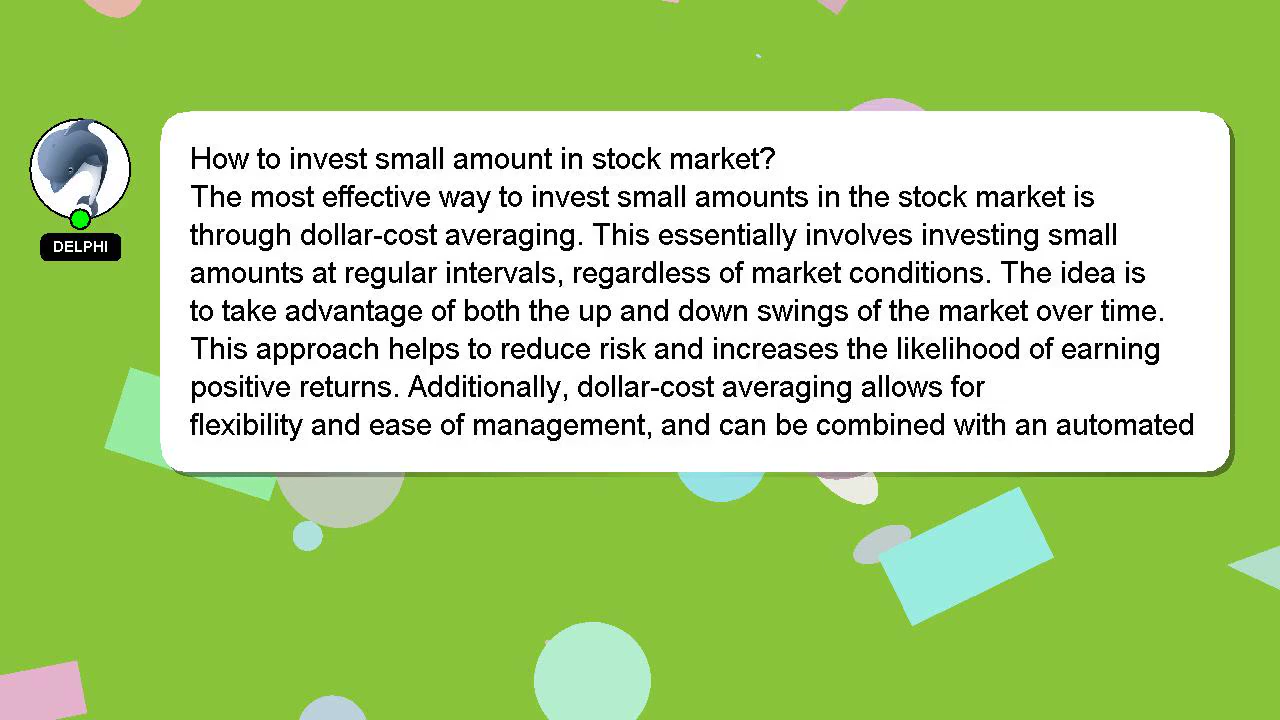 How to invest small amount in stock market?
The most effective way to invest small amounts in the stock market is
through dollar-cost averaging. This essentially involves investing small
amounts at regular intervals, regardless of market conditions. The idea is
to take advantage of both the up and down swings of the market over time.
This approach helps to reduce risk and increases the likelihood of earning
positive returns. Additionally, dollar-cost averaging allows for
flexibility and ease of management, and can be combined with an automated
DELPHI